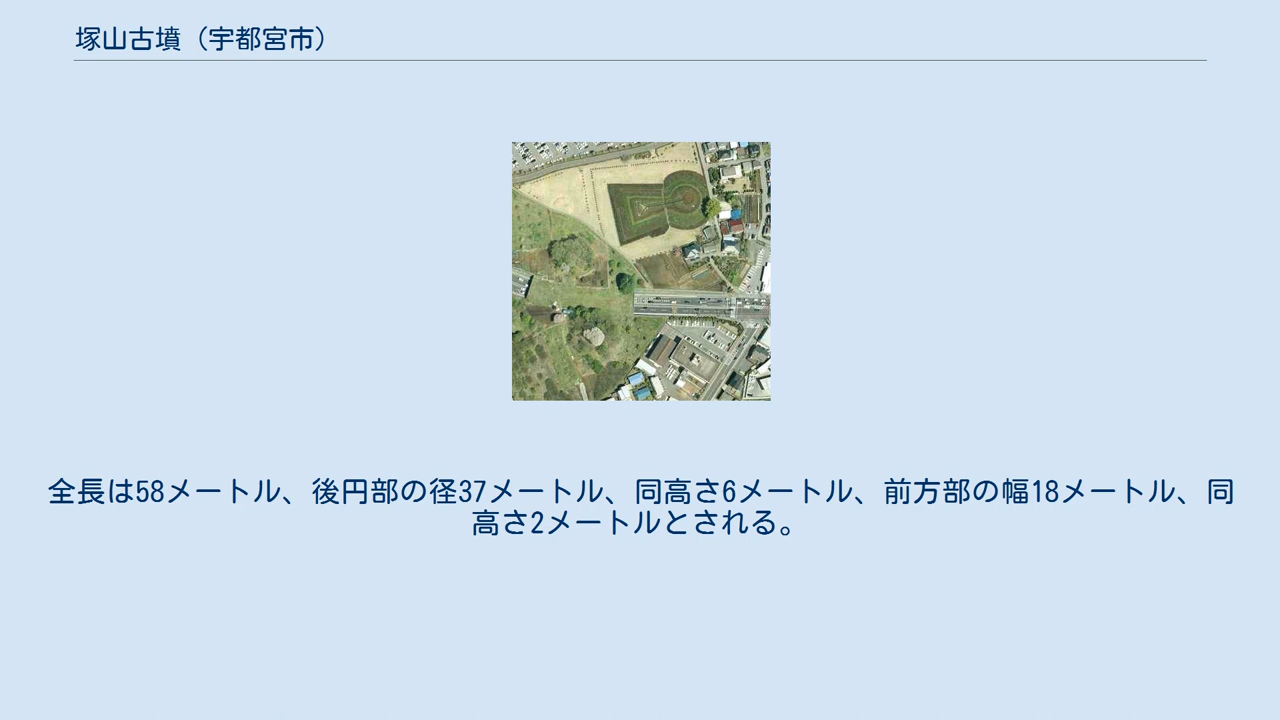 塚山古墳（宇都宮市）
全長は58メートル、後円部の径37メートル、同高さ6メートル、前方部の幅18メートル、同
高さ2メートルとされる。